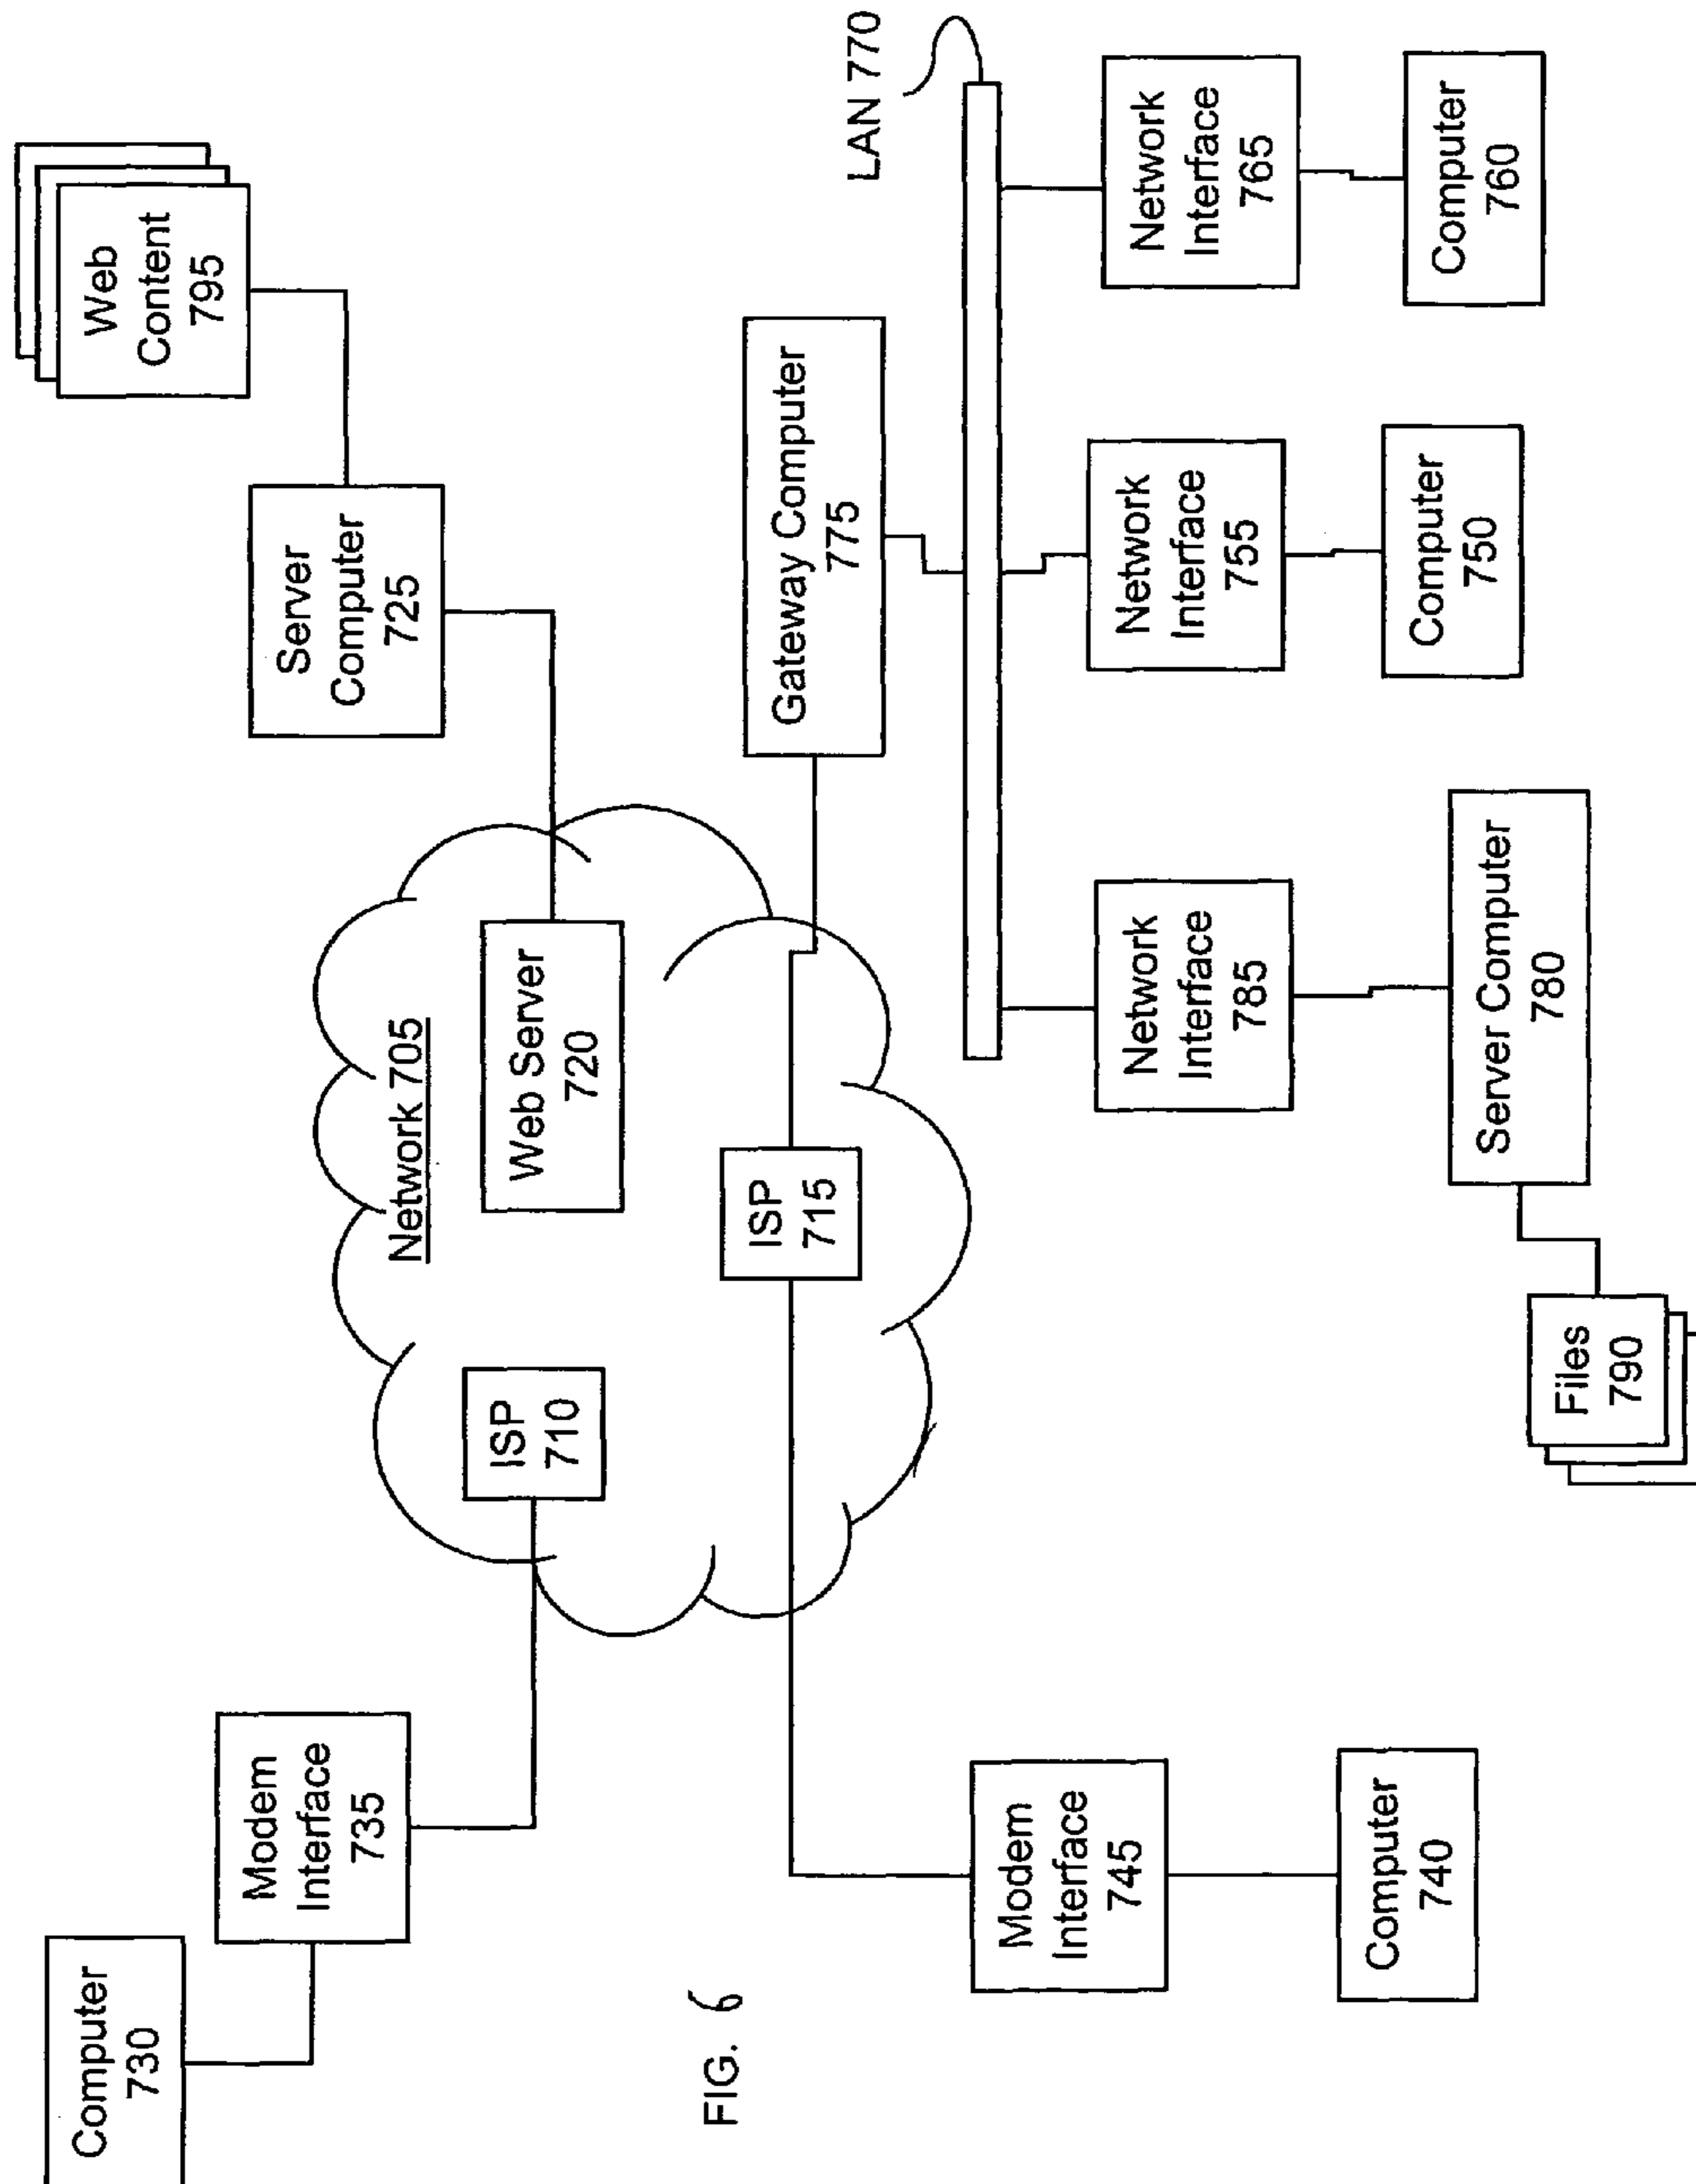 Computer
730
Modem
Interface
735
Web
Content
795
Server
Computer
725
Network 705
ISP
710
Web Server
720
ISP
715
Gateway Computer
775
LAN 770
FIG. 6
Modem
Interface
745
Network
Interface
785
Network
Interface
755
Network
Interface
765
Computer
740
Server Computer
780
Computer
750
Computer
760
Files
790